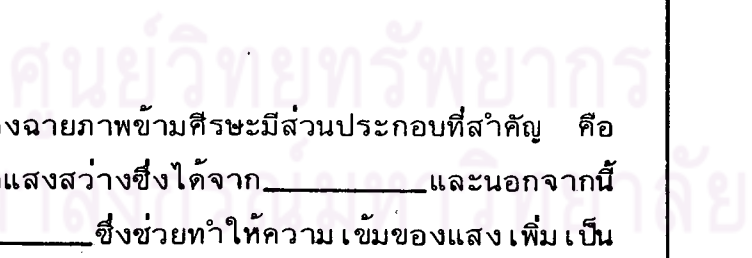 ศูนย์วิทยทรัพยากร
งฉายภาพข้ามศีรษะมีส่วนประกอบที่สำคัญ คือ
แสงสว่างซึ่งได้จาก____________และนอกจากนี้
________ซึ่งช่วยทำให้ความเข้มของแสงเพิ่มเป็น